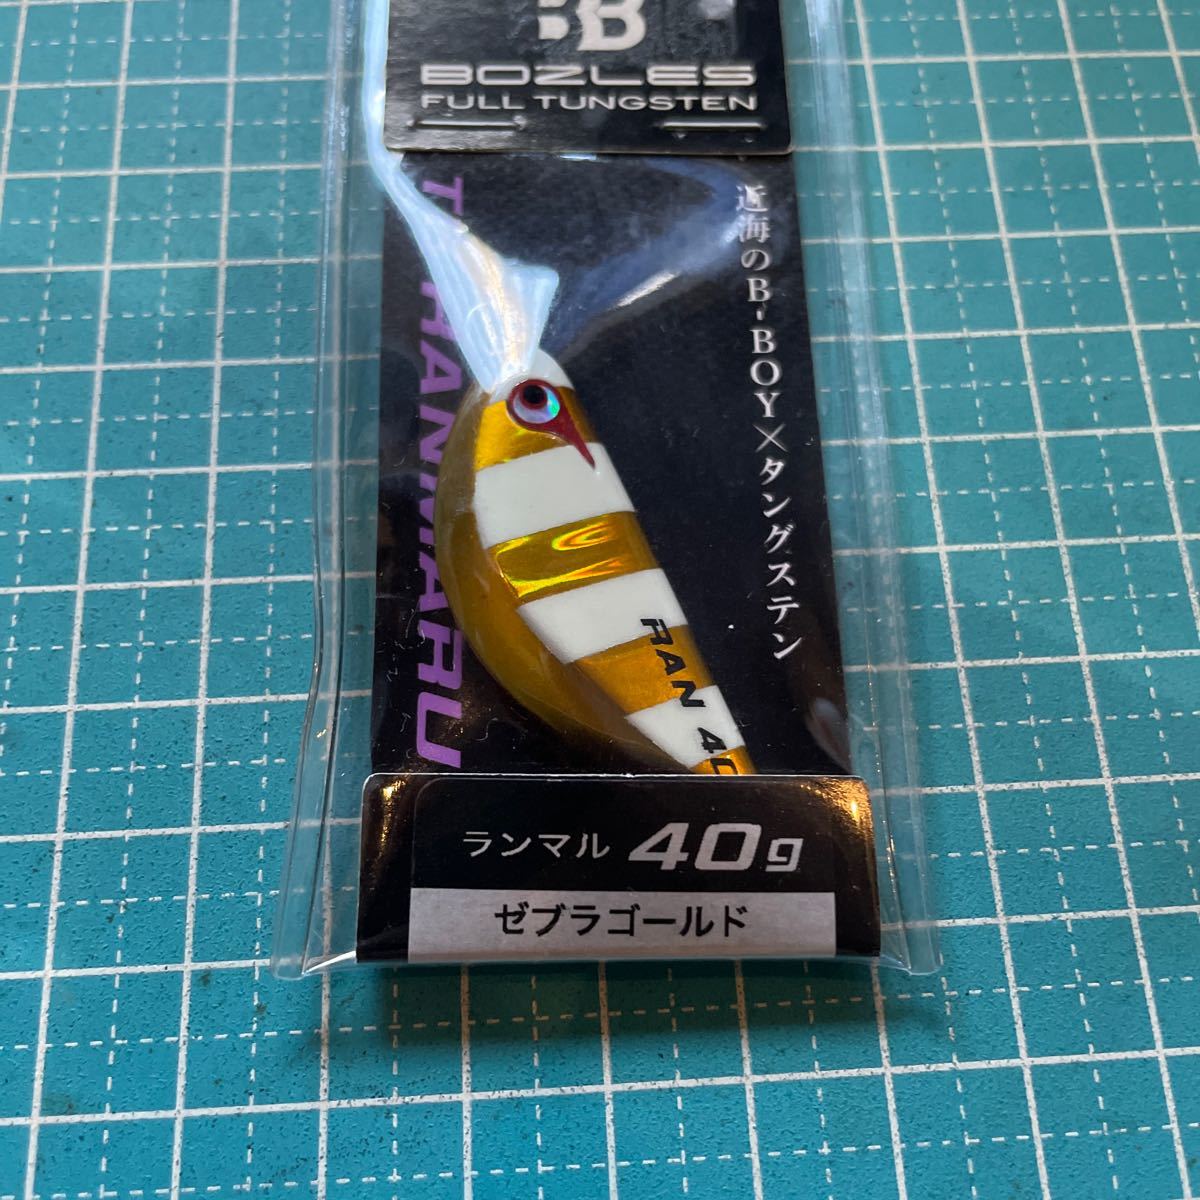 BOZLES
FULL TUNGSTEN
近海のB-BOY×タングステン
RAN 40
ランマル 40g
ゼブラゴールド